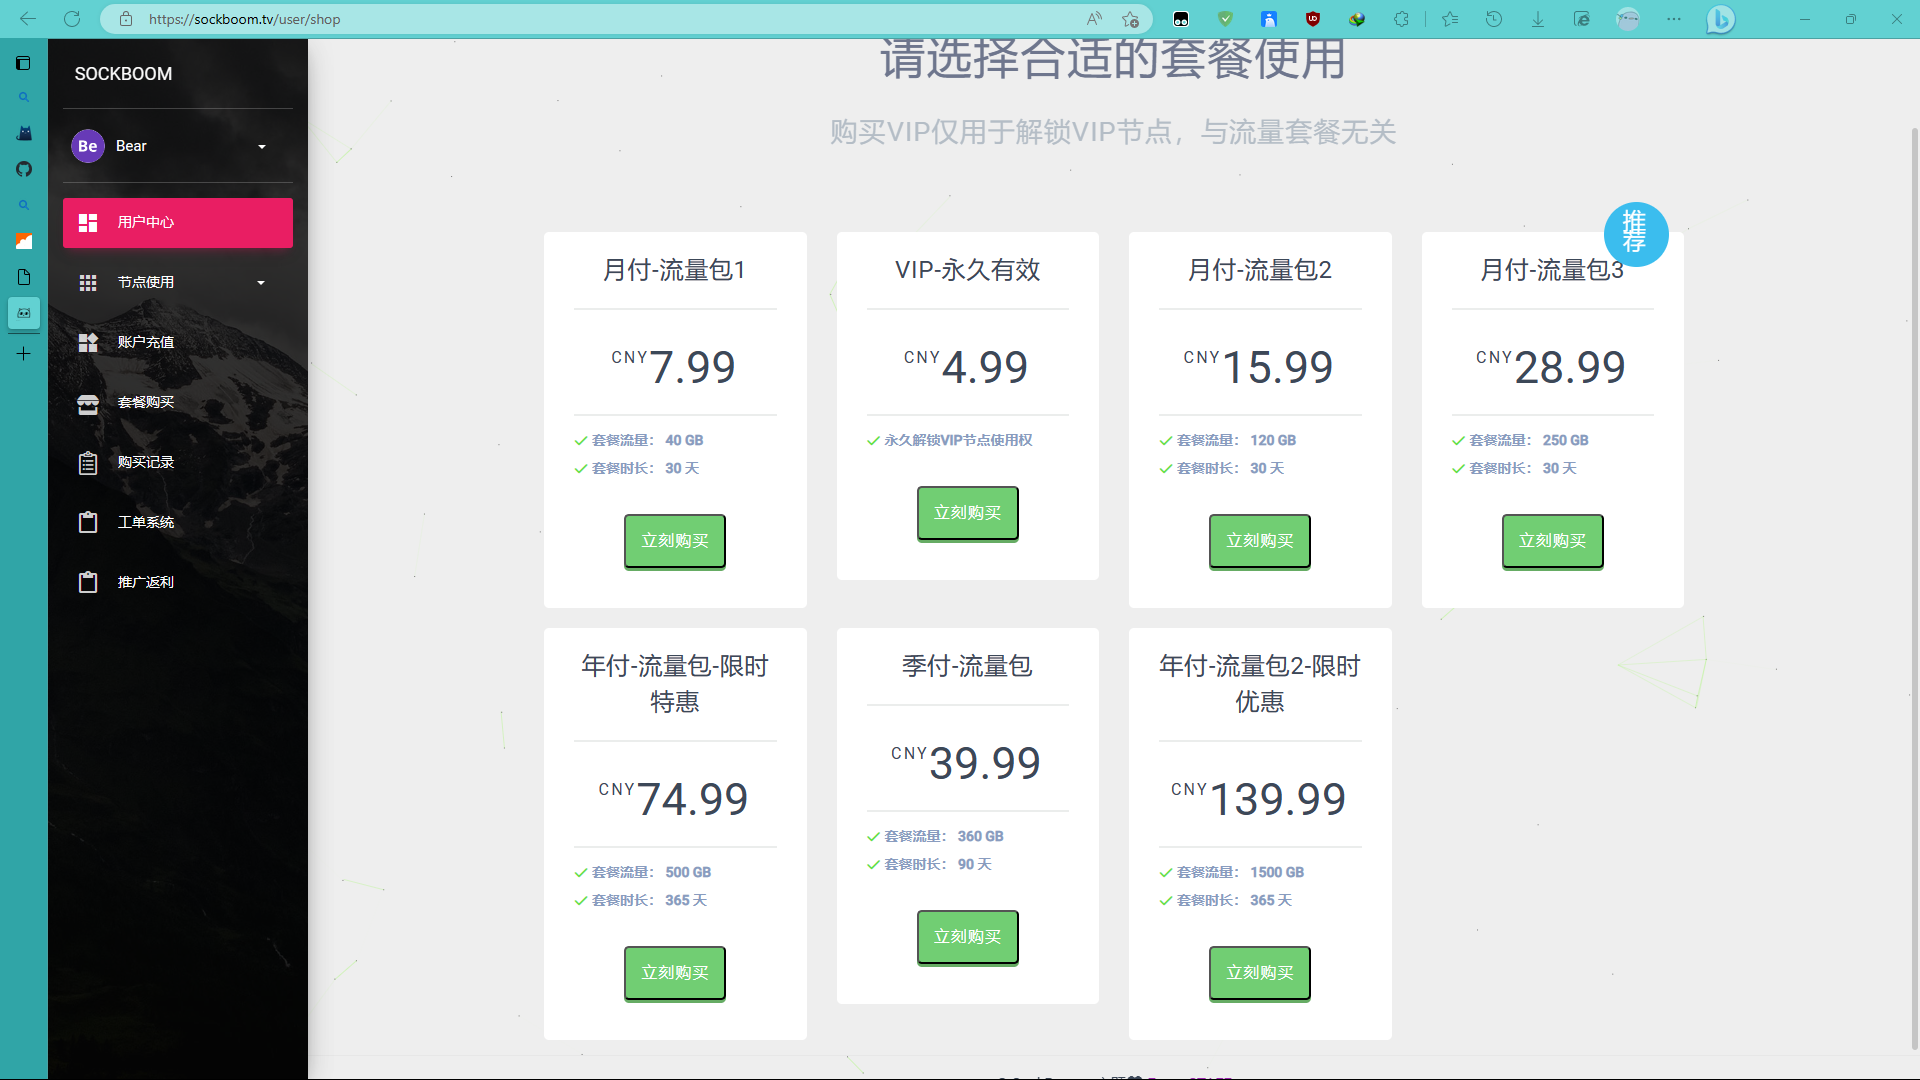 https://sockboom.tv/user/shop
SOCKBOOM
Be Bear
用户中心
节点使用
账户充值
套餐购买
购买记录
工单系统
推广返利
请选择合适的套餐使用
购买VIP仅用于解锁VIP节点，与流量套餐无关
月付-流量包1
CNY7.99
套餐流量： 40 GB
套餐时长： 30 天
立刻购买
VIP-永久有效
CNY4.99
永久解锁VIP节点使用权
立刻购买
月付-流量包2
CNY15.99
套餐流量： 120 GB
套餐时长： 30 天
立刻购买
推荐
月付-流量包3
CNY28.99
套餐流量： 250 GB
套餐时长： 30 天
立刻购买
年付-流量包-限时
特惠
CNY74.99
套餐流量： 500 GB
套餐时长： 365 天
立刻购买
季付-流量包
CNY39.99
套餐流量： 360 GB
套餐时长： 90 天
立刻购买
年付-流量包2-限时
优惠
CNY139.99
套餐流量： 1500 GB
套餐时长： 365 天
立刻购买